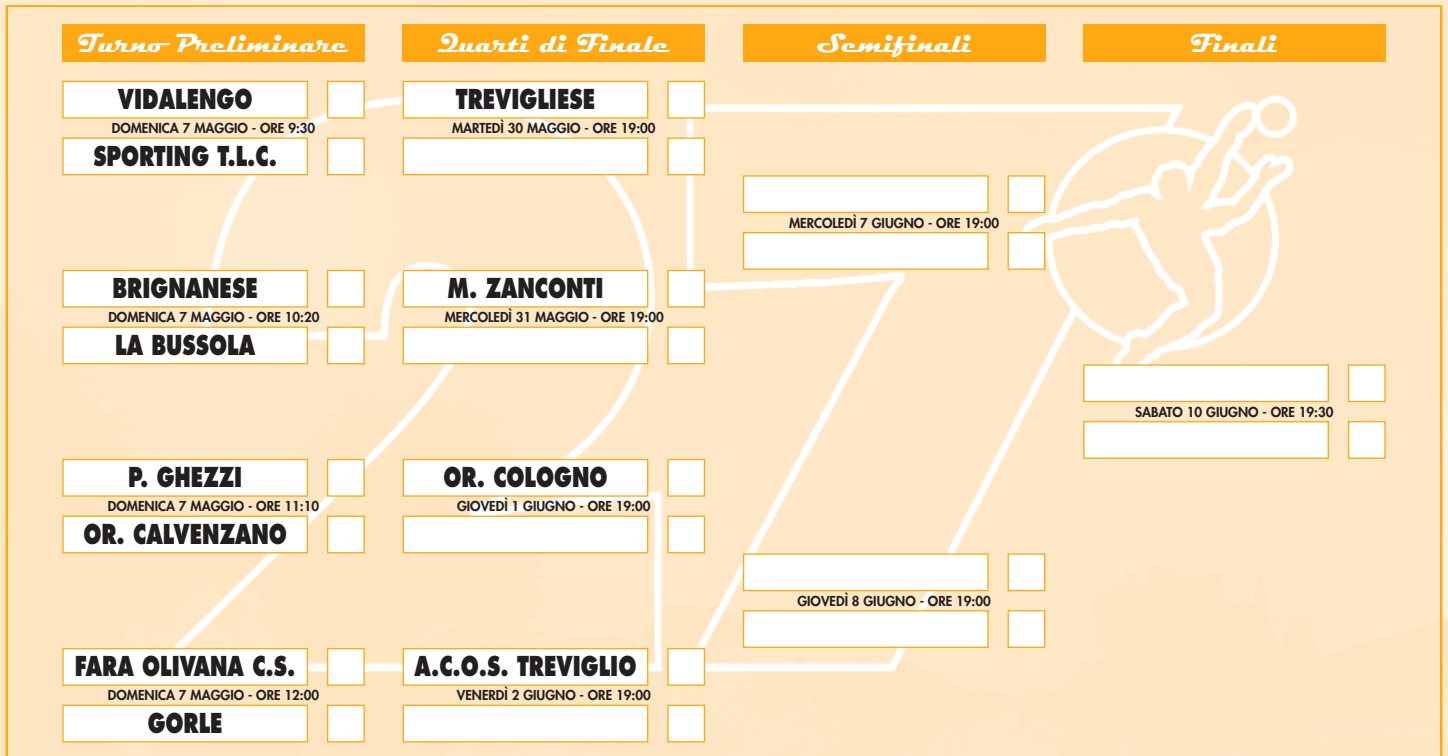 Turno Preliminare
VIDALENGO
DOMENICA 7 MAGGIO - ORE 9:30
SPORTING T.L.C.
BRIGNANESE
DOMENICA 7 MAGGIO - ORE 10:20
LA BUSSOLA
P. GHEZZI
DOMENICA 7 MAGGIO - ORE 11:10
OR. CALVENZANO
FARA OLIVANA C.S.
DOMENICA 7 MAGGIO - ORE 12:00
GORLE
Quarti di Finale
TREVIGLIESE
MARTEDÌ 30 MAGGIO - ORE 19:00
M. ZANCONTI
MERCOLEDÌ 31 MAGGIO - ORE 19:00
OR. COLOGNO
GIOVEDÌ 1 GIUGNO - ORE 19:00
A.C.O.S. TREVIGLIO
VENERDÌ 2 GIUGNO - ORE 19:00
Semifinali
MERCOLEDÌ 7 GIUGNO - ORE 19:00
GIOVEDÌ 8 GIUGNO - ORE 19:00
Finali
SABATO 10 GIUGNO - ORE 19:30